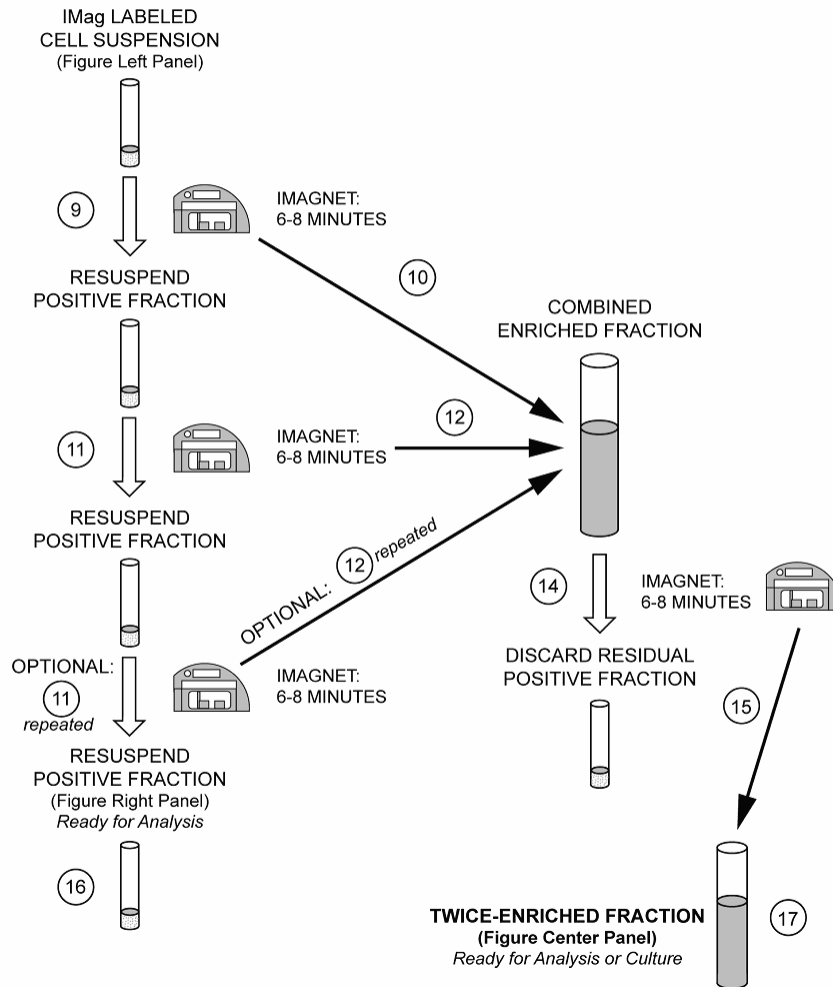 IMag LABELED
CELL SUSPENSION
(Figure Left Panel)
9
IMAGNET:
6-8 MINUTES
10
RESUSPEND
POSITIVE FRACTION
COMBINED
ENRICHED FRACTION
11
IMAGNET:
6-8 MINUTES
12
RESUSPEND
POSITIVE FRACTION
OPTIONAL: 12 repeated
14
IMAGNET:
6-8 MINUTES
OPTIONAL:
11
repeated
IMAGNET:
6-8 MINUTES
DISCARD RESIDUAL
POSITIVE FRACTION
15
RESUSPEND
POSITIVE FRACTION
(Figure Right Panel)
Ready for Analysis
16
TWICE-ENRICHED FRACTION
(Figure Center Panel)
Ready for Analysis or Culture
17